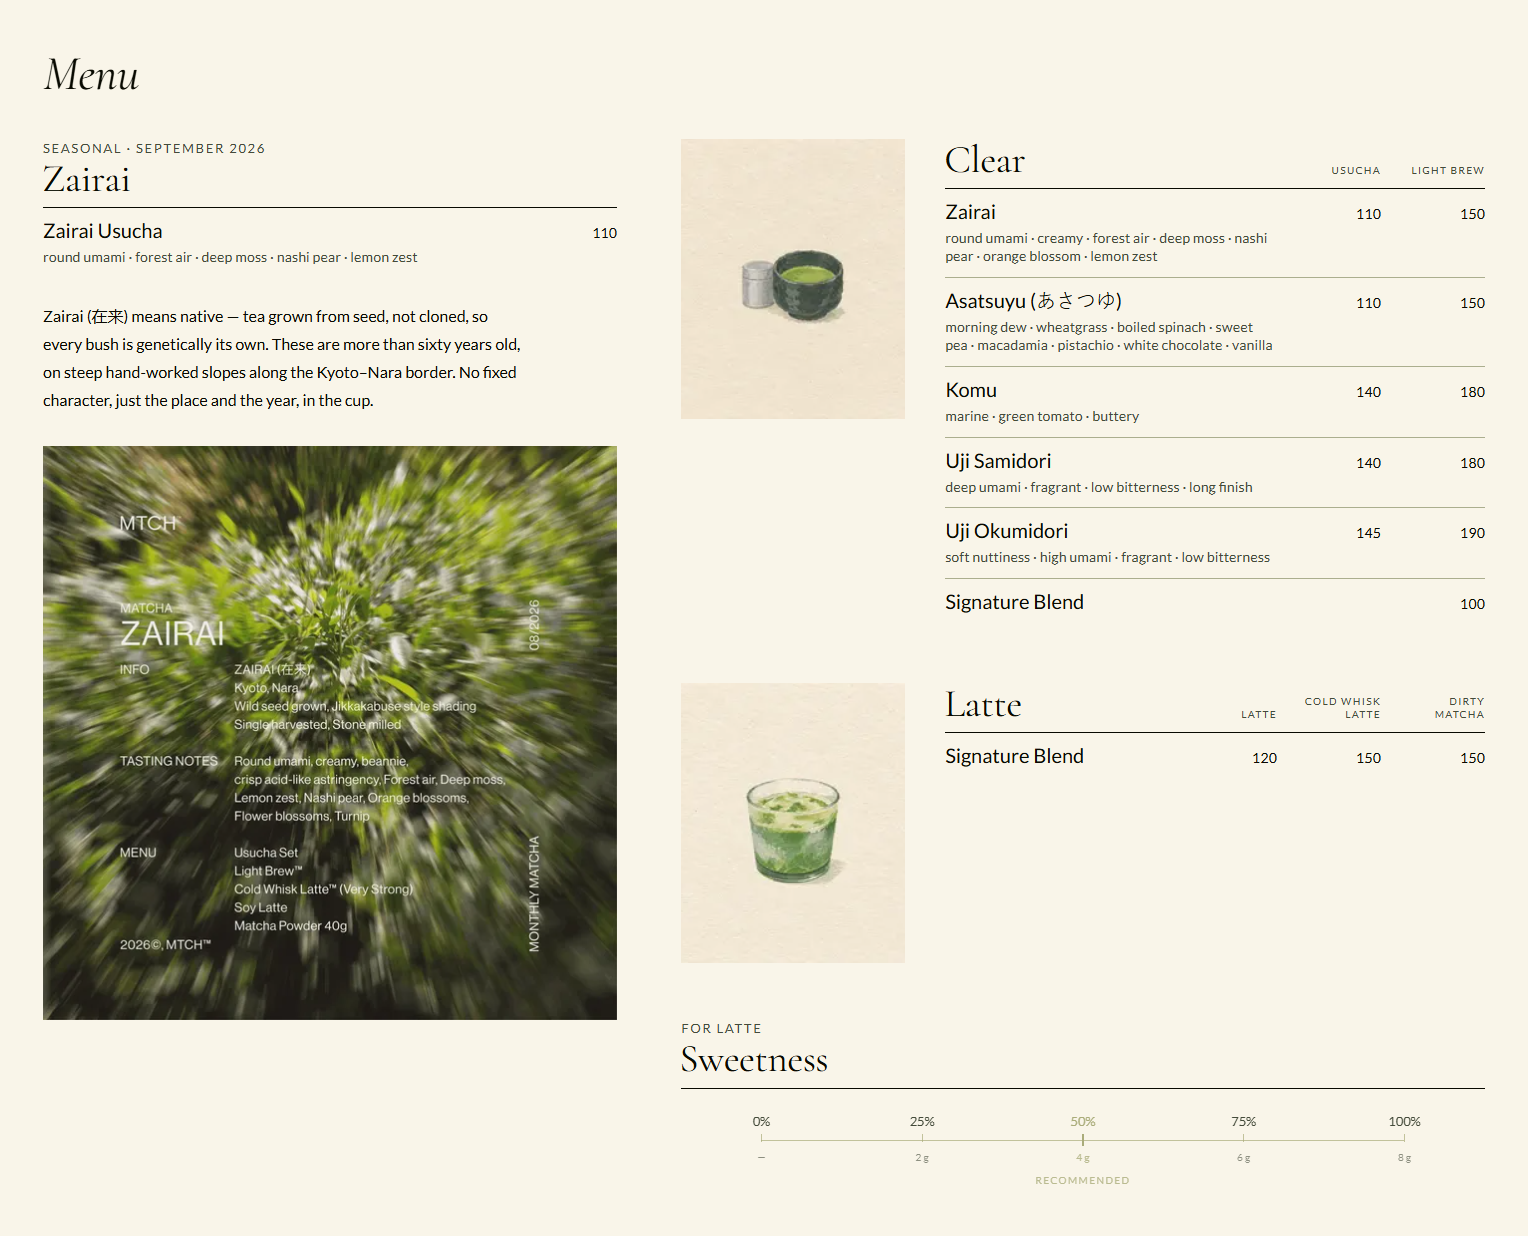 Menu
SEASONAL · SEPTEMBER 2026
Zairai
Zairai Usucha 110
round umami · forest air · deep moss · nashi pear · lemon zest
Zairai (在来) means native — tea grown from seed, not cloned, so
every bush is genetically its own. These are more than sixty years old,
on steep hand-worked slopes along the Kyoto–Nara border. No fixed
character, just the place and the year, in the cup.
MTCH
MATCHA
ZAIRAI
08/2026
INFO
ZAIRAI (在来)
Kyoto, Nara
Wild seed grown, Jikkakabuse style shading
Single harvested, Stone milled
TASTING NOTES
Round umami, creamy, beannie,
crisp acid-like astringency, Forest air, Deep moss,
Lemon zest, Nashi pear, Orange blossoms,
Flower blossoms, Turnip
MENU
Usucha Set
Light Brew™
Cold Whisk Latte™ (Very Strong)
Soy Latte
Matcha Powder 40g
MONTHLY MATCHA
2026©, MTCH™
Clear USUCHA LIGHT BREW
Zairai 110 150
round umami · creamy · forest air · deep moss · nashi
pear · orange blossom · lemon zest
Asatsuyu (あさつゆ) 110 150
morning dew · wheatgrass · boiled spinach · sweet
pea · macadamia · pistachio · white chocolate · vanilla
Komu 140 180
marine · green tomato · buttery
Uji Samidori 140 180
deep umami · fragrant · low bitterness · long finish
Uji Okumidori 145 190
soft nuttiness · high umami · fragrant · low bitterness
Signature Blend 100
Latte LATTE COLD WHISK LATTE DIRTY MATCHA
Signature Blend 120 150 150
FOR LATTE
Sweetness
0% 25% 50% 75% 100%
– 2 g 4 g 6 g 8 g
RECOMMENDED